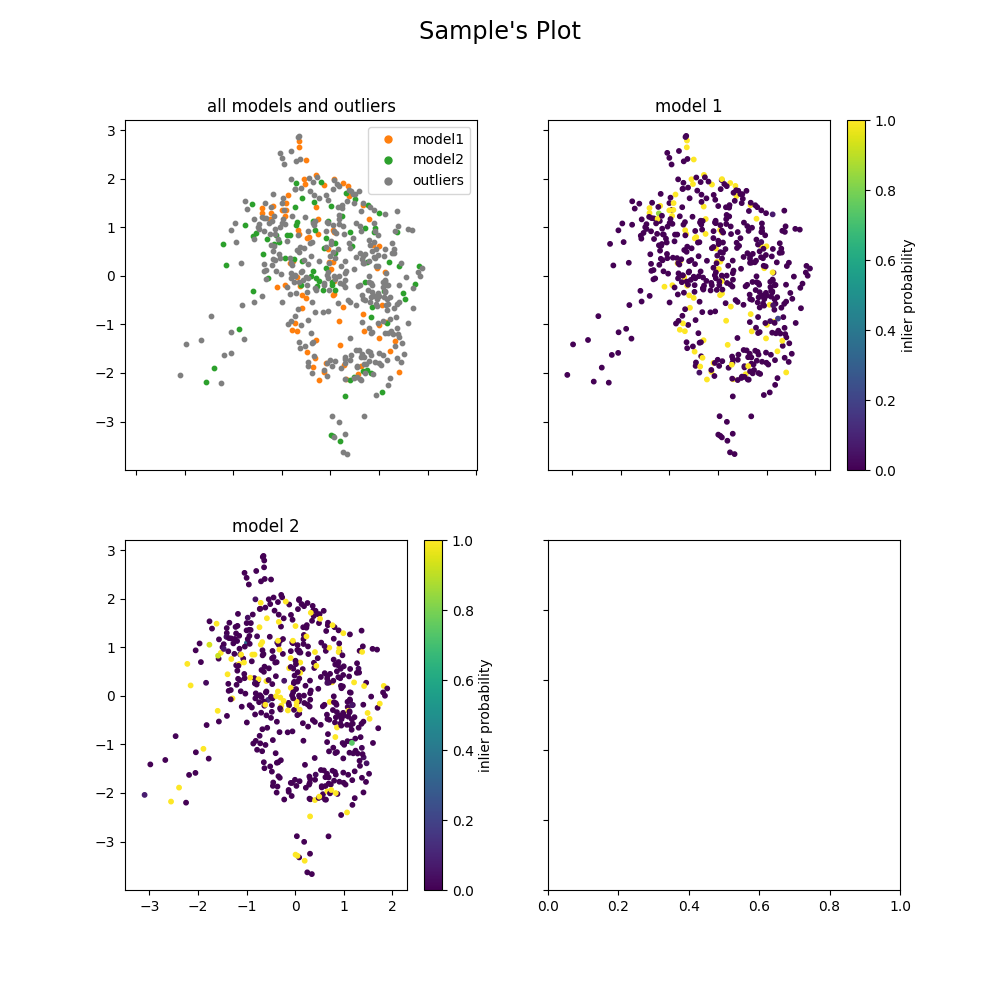 Sample's Plot
all models and outliers
3
2
1
0
−1
−2
−3
model1
model2
outliers
model 1
1.0
0.8
0.6
0.4
0.2
0.0
inlier probability
model 2
3
2
1
0
−1
−2
−3
−3 −2 −1 0 1 2
1.0
0.8
0.6
0.4
0.2
0.0
inlier probability
0.0 0.2 0.4 0.6 0.8 1.0